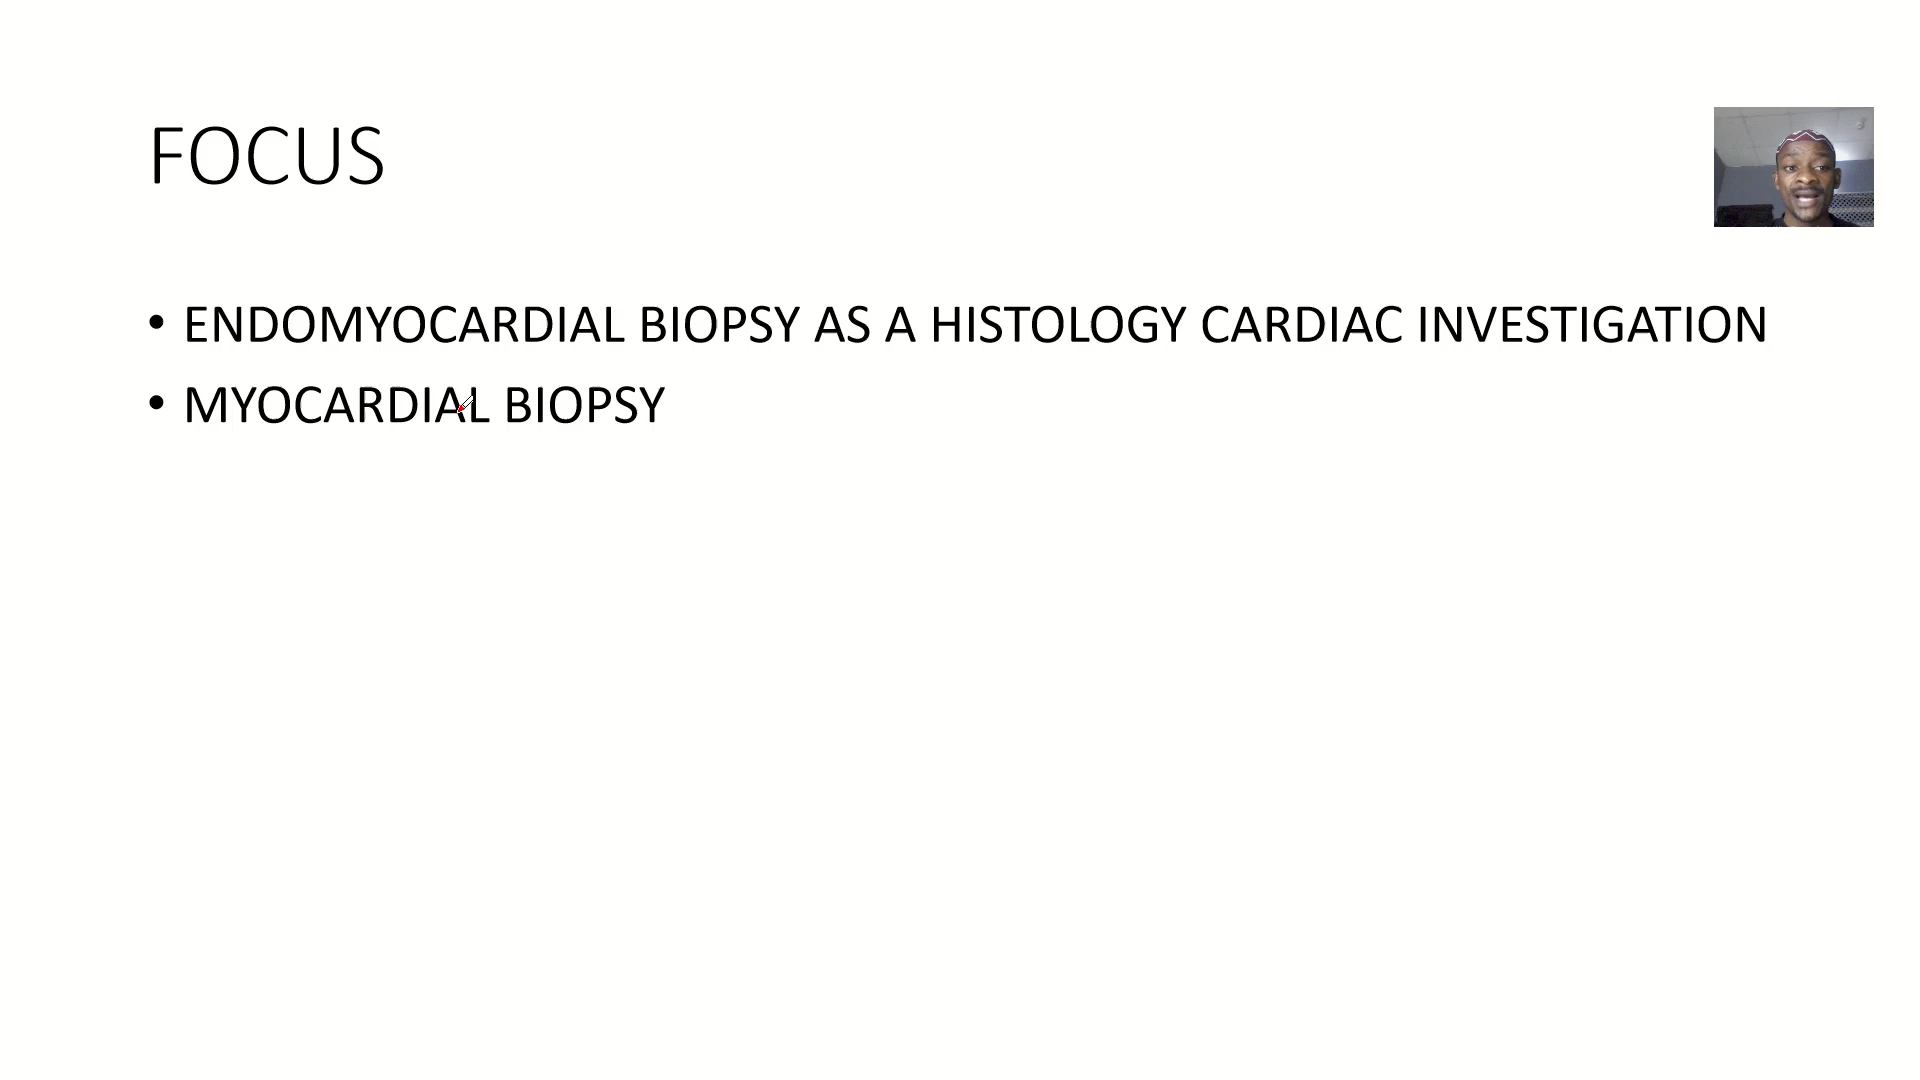 FOCUS
• ENDOMYOCARDIAL BIOPSY AS A HISTOLOGY CARDIAC INVESTIGATION
• MYOCARDIAL BIOPSY